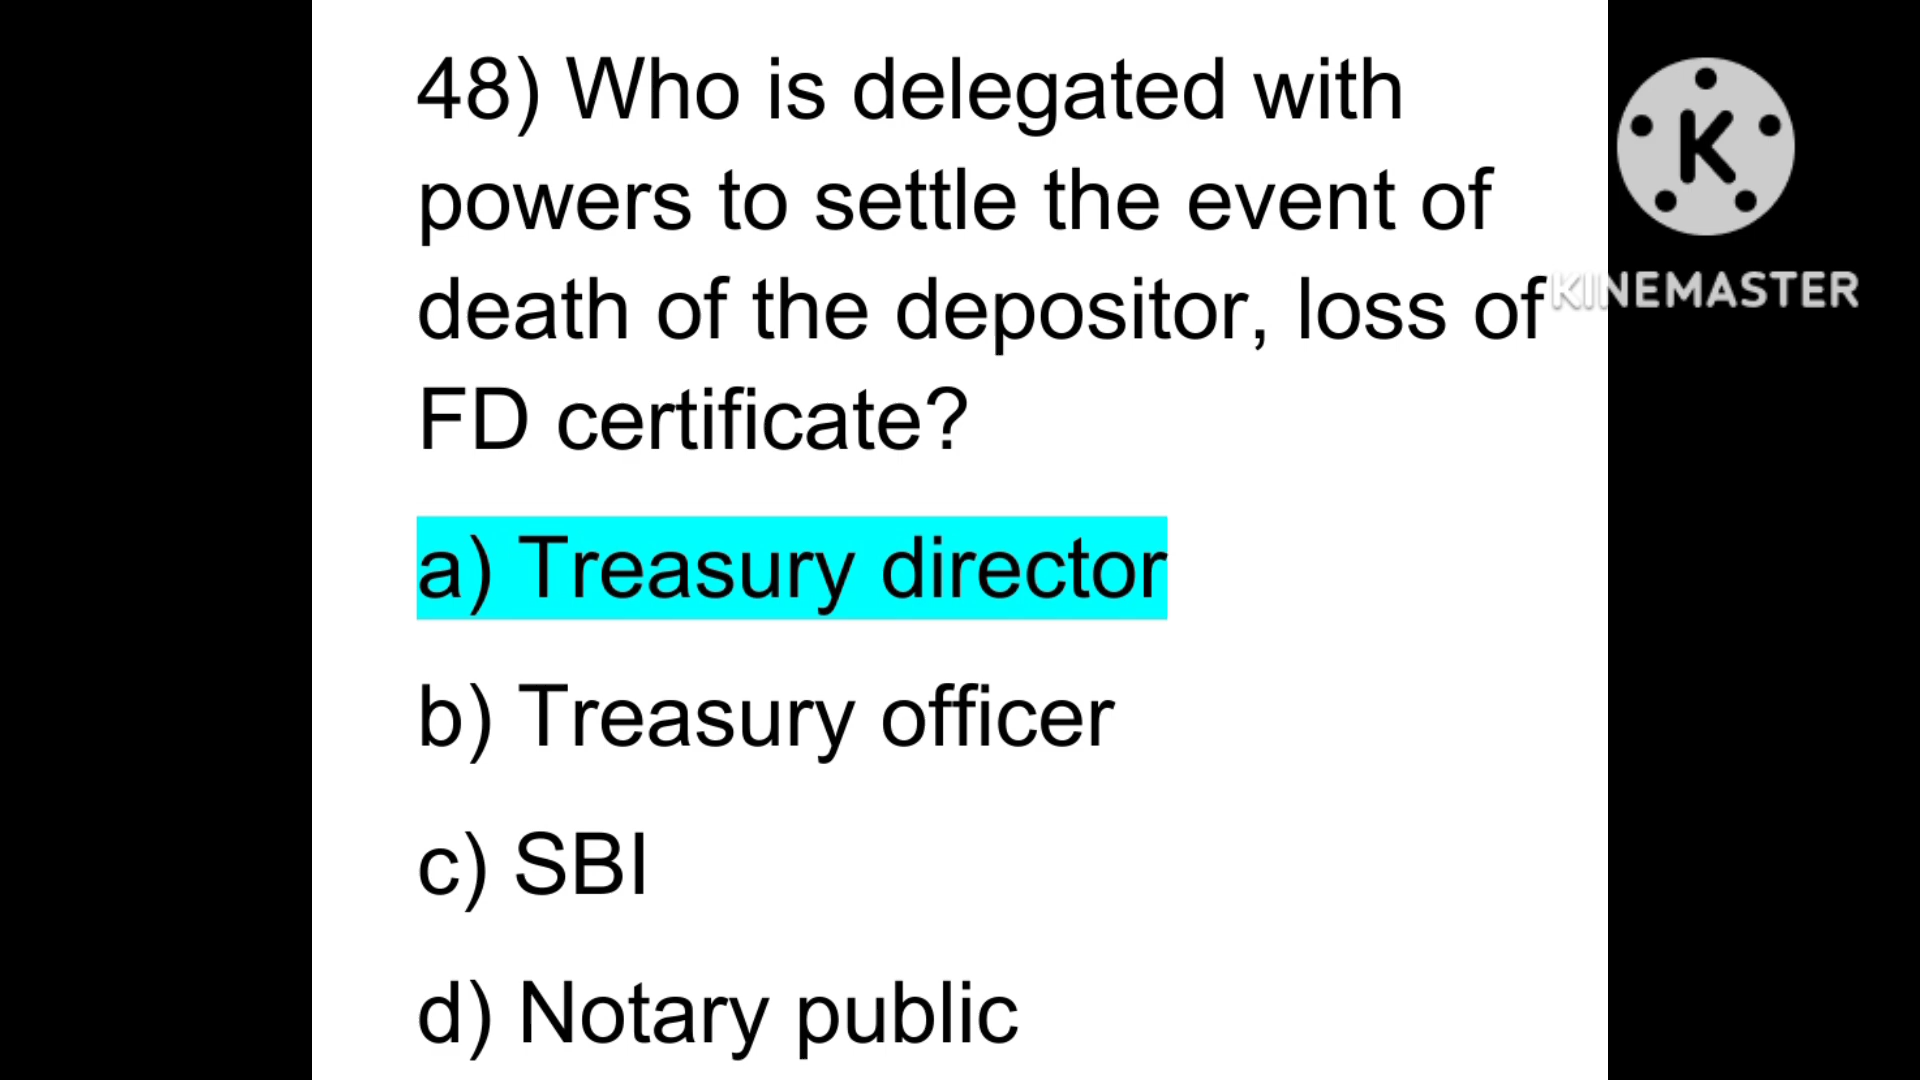 48) Who is delegated with
powers to settle the event of
death of the depositor, loss of
FD certificate?
a) Treasury director
b) Treasury officer
c) SBI
d) Notary public
K
KINEMASTER